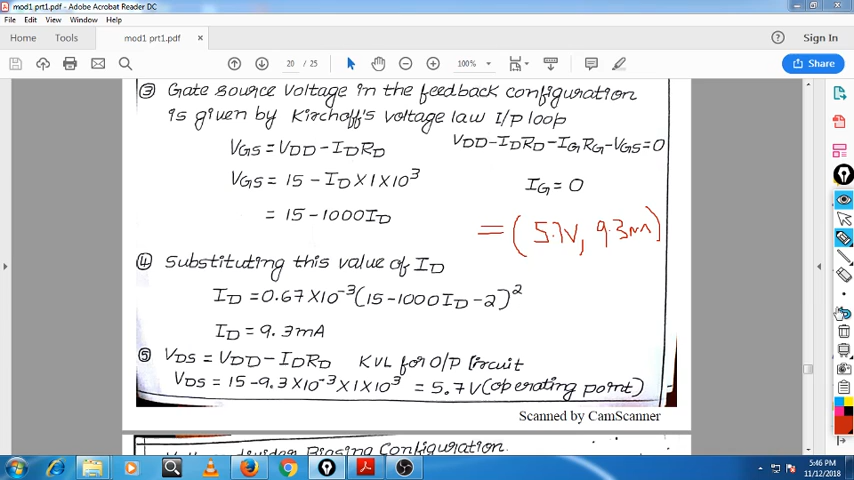 mod1 prt1.pdf - Adobe Acrobat Reader DC
File Edit View Window Help
Home Tools mod1 prt1.pdf × Sign In
20 / 25 100% Share
③ Gate source voltage in the feedback configuration
is given by Kirchoff's voltage law I/P loop
VGS = VDD - IDRD VDD - IDRD - IGRG - VGS = 0
VGS = 15 - ID X 1 X 10³ IG = 0
= 15 - 1000 ID
= (5.7V, 9.3mA)
④ Substituting this value of ID
ID = 0.67 X 10⁻³ (15 - 1000 ID - 2)²
ID = 9.3mA
⑤ VDS = VDD - IDRD KVL for O/P Circuit
VDS = 15 - 9.3 X 10⁻³ X 1 X 10³ = 5.7V (operating point)
Scanned by CamScanner
divider Biasing Configuration.
5:46 PM
11/12/2018